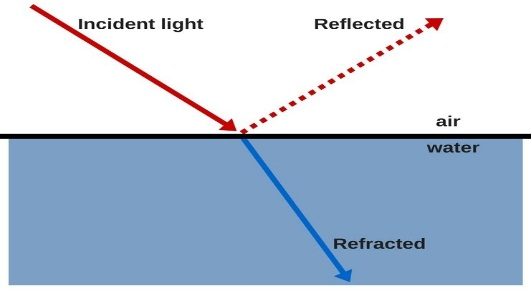 Incident light
Reflected
air
water
Refracted